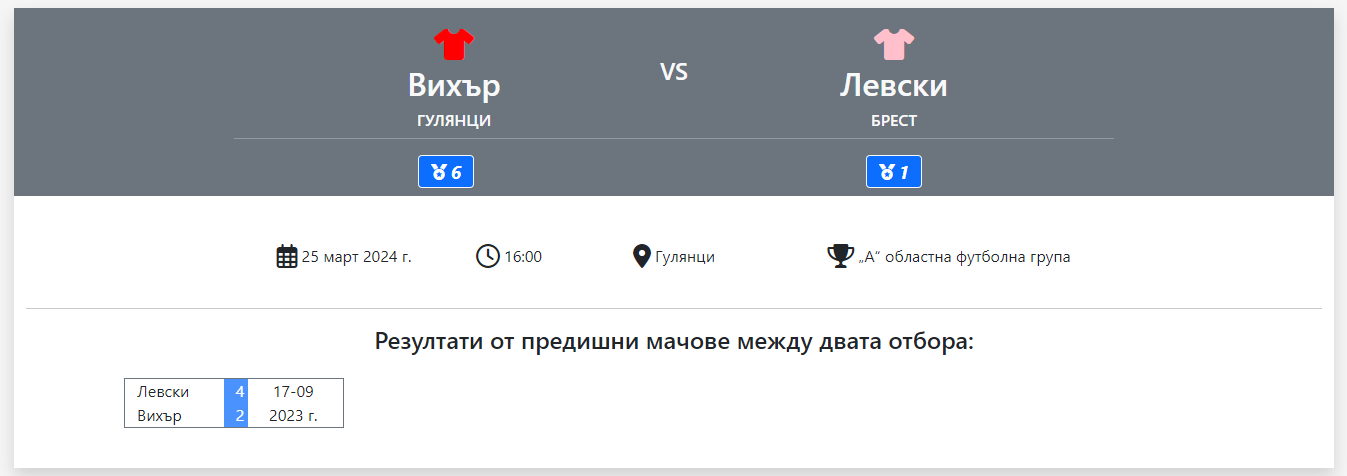 Вихър
VS
Левски
ГУЛЯНЦИ
БРЕСТ
6
1
25 март 2024 г.
16:00
Гулянци
„А“ областна футболна група
Резултати от предишни мачове между двата отбора:
Левски 4 17-09
Вихър 2 2023 г.